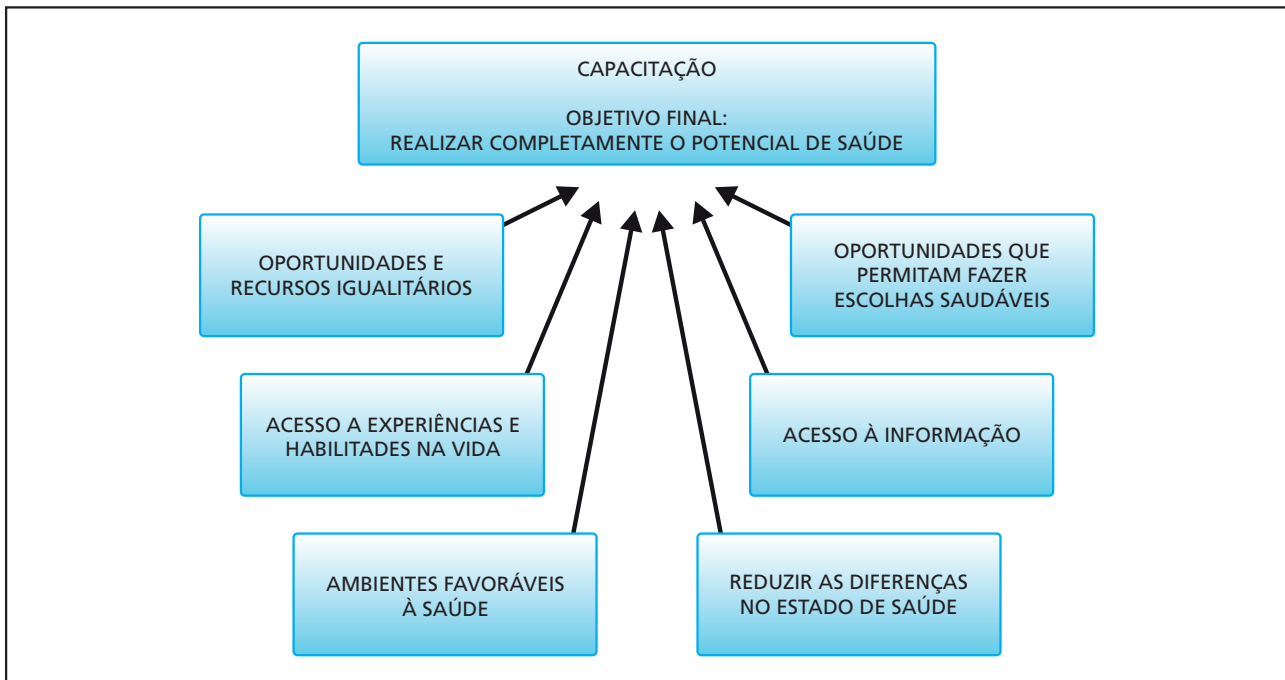 CAPACITAÇÃO
OBJETIVO FINAL:
REALIZAR COMPLETAMENTE O POTENCIAL DE SAÚDE
OPORTUNIDADES E
RECURSOS IGUALITÁRIOS
OPORTUNIDADES QUE
PERMITAM FAZER
ESCOLHAS SAUDÁVEIS
ACESSO A EXPERIÊNCIAS E
HABILITADES NA VIDA
ACESSO À INFORMAÇÃO
AMBIENTES FAVORÁVEIS
À SAÚDE
REDUZIR AS DIFERENÇAS
NO ESTADO DE SAÚDE